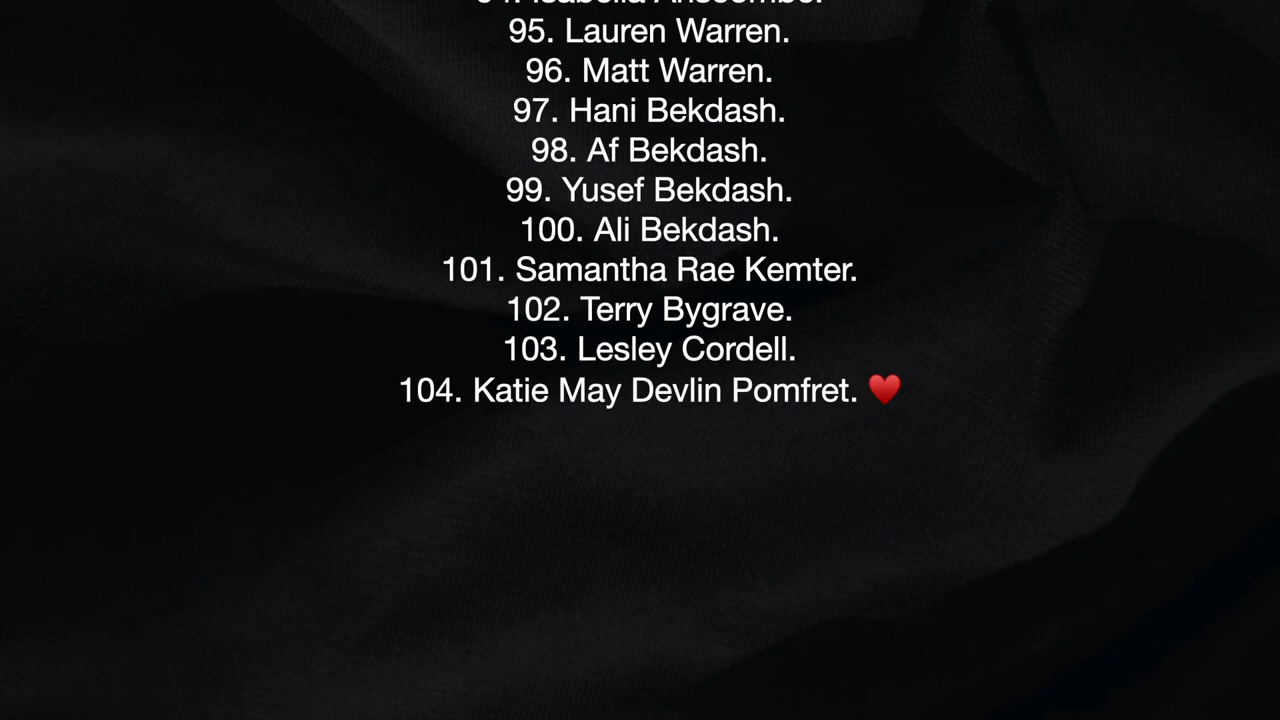 95. Lauren Warren.
96. Matt Warren.
97. Hani Bekdash.
98. Af Bekdash.
99. Yusef Bekdash.
100. Ali Bekdash.
101. Samantha Rae Kemter.
102. Terry Bygrave.
103. Lesley Cordell.
104. Katie May Devlin Pomfret. ♥️